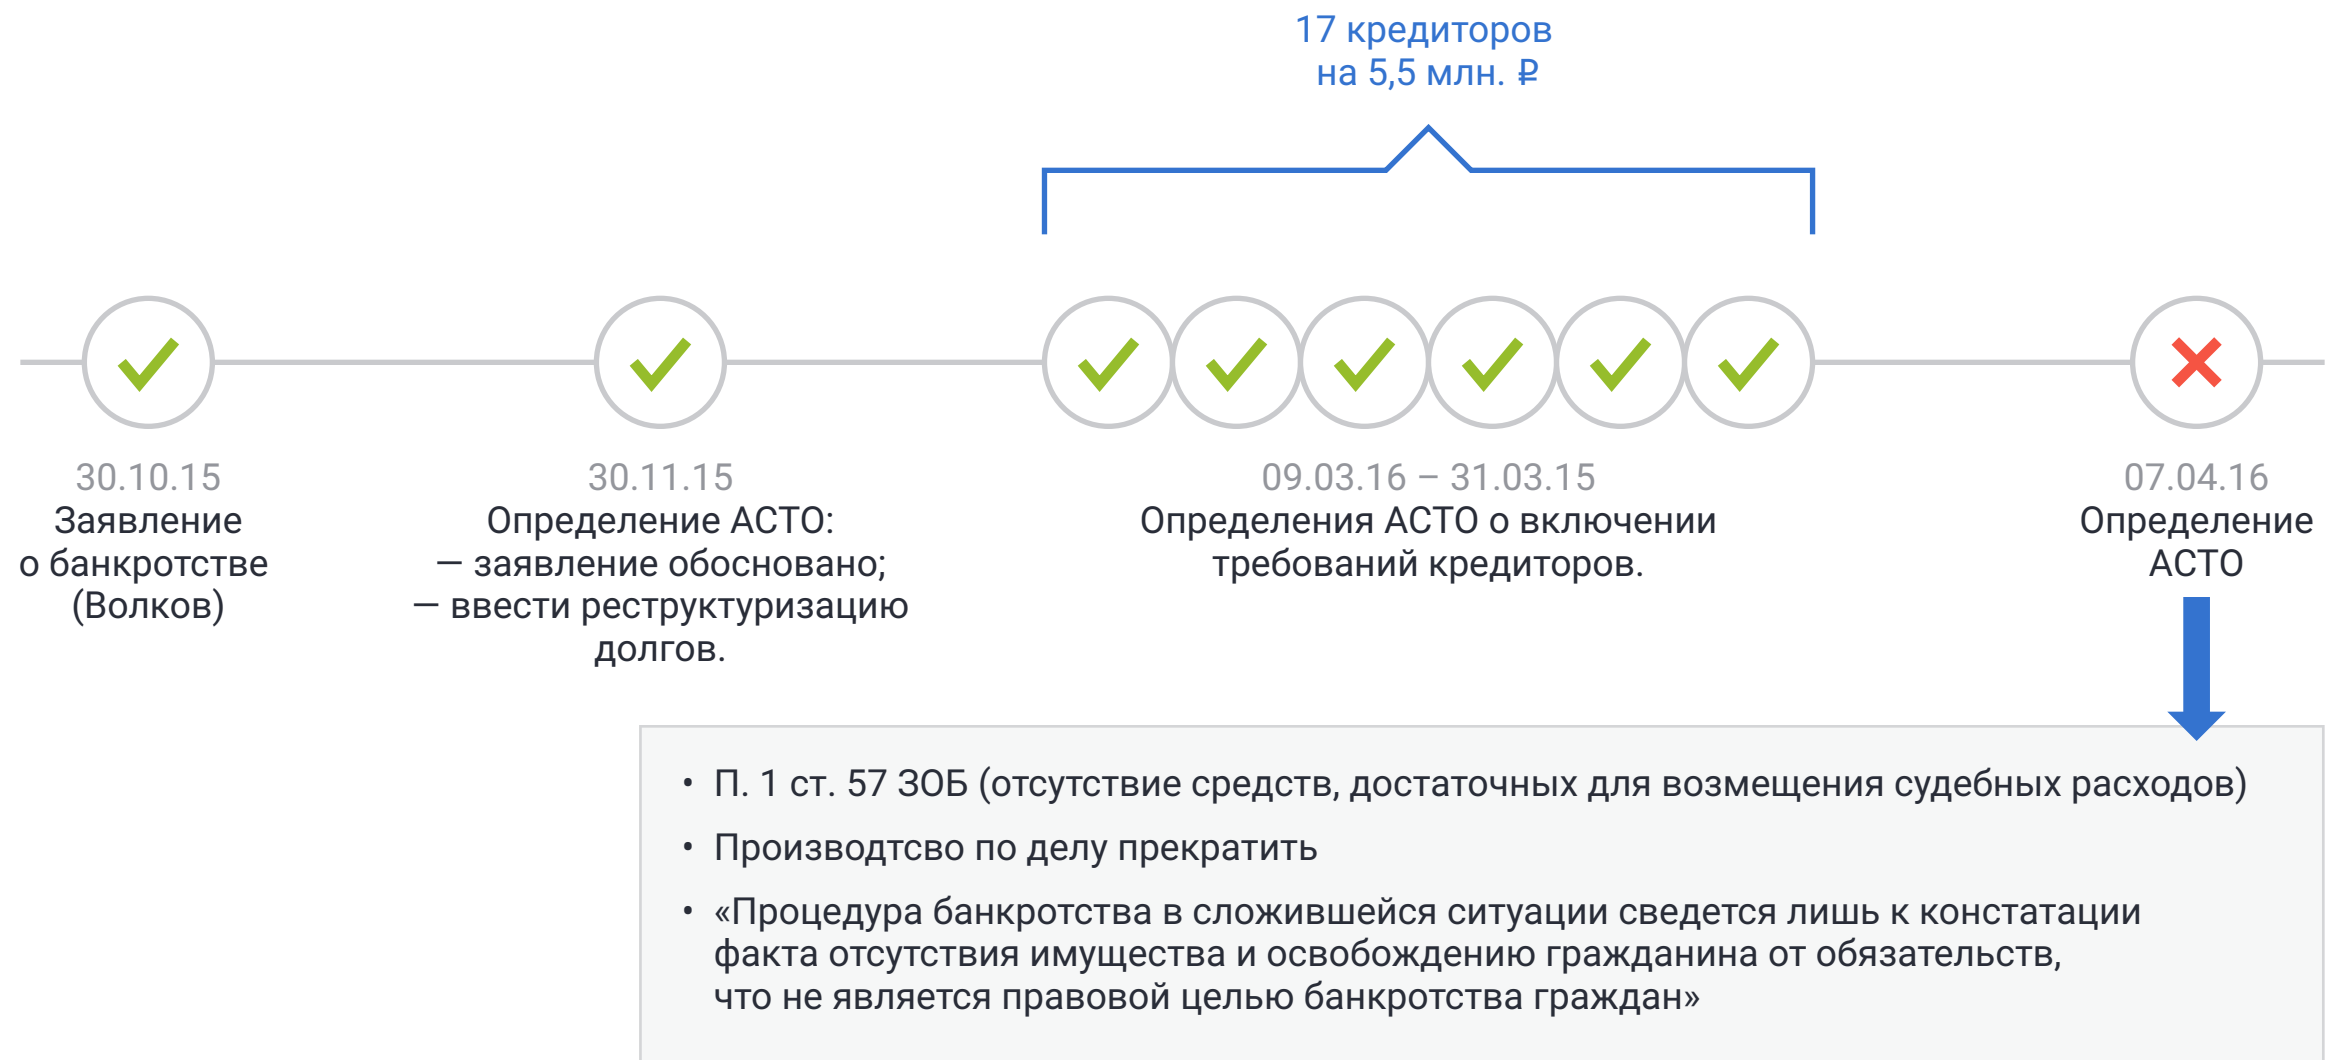 17 кредиторов
на 5,5 млн. ₽
30.10.15
Заявление
о банкротстве
(Волков)
30.11.15
Определение АСТО:
— заявление обосновано;
— ввести реструктуризацию
долгов.
09.03.16 – 31.03.15
Определения АСТО о включении
требований кредиторов.
07.04.16
Определение
АСТО
• П. 1 ст. 57 ЗОБ (отсутствие средств, достаточных для возмещения судебных расходов)
• Производтсво по делу прекратить
• «Процедура банкротства в сложившейся ситуации сведется лишь к констатации
факта отсутствия имущества и освобождению гражданина от обязательств,
что не является правовой целью банкротства граждан»